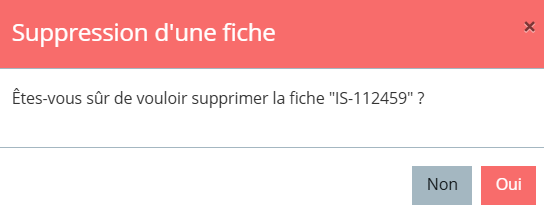 Suppression d'une fiche
×
Êtes-vous sûr de vouloir supprimer la fiche "IS-112459" ?
Non
Oui